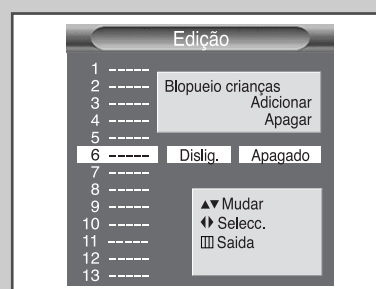 Edição
1 -----
2 -----
Blopueio crianças
3 -----
Adicionar
4 -----
Apagar
5 -----
6 ----- Dislig. Apagado
7 -----
8 -----
9 -----
▲▼ Mudar
10 -----
◀▶ Selecc.
11 -----
Saida
12 -----
13 -----